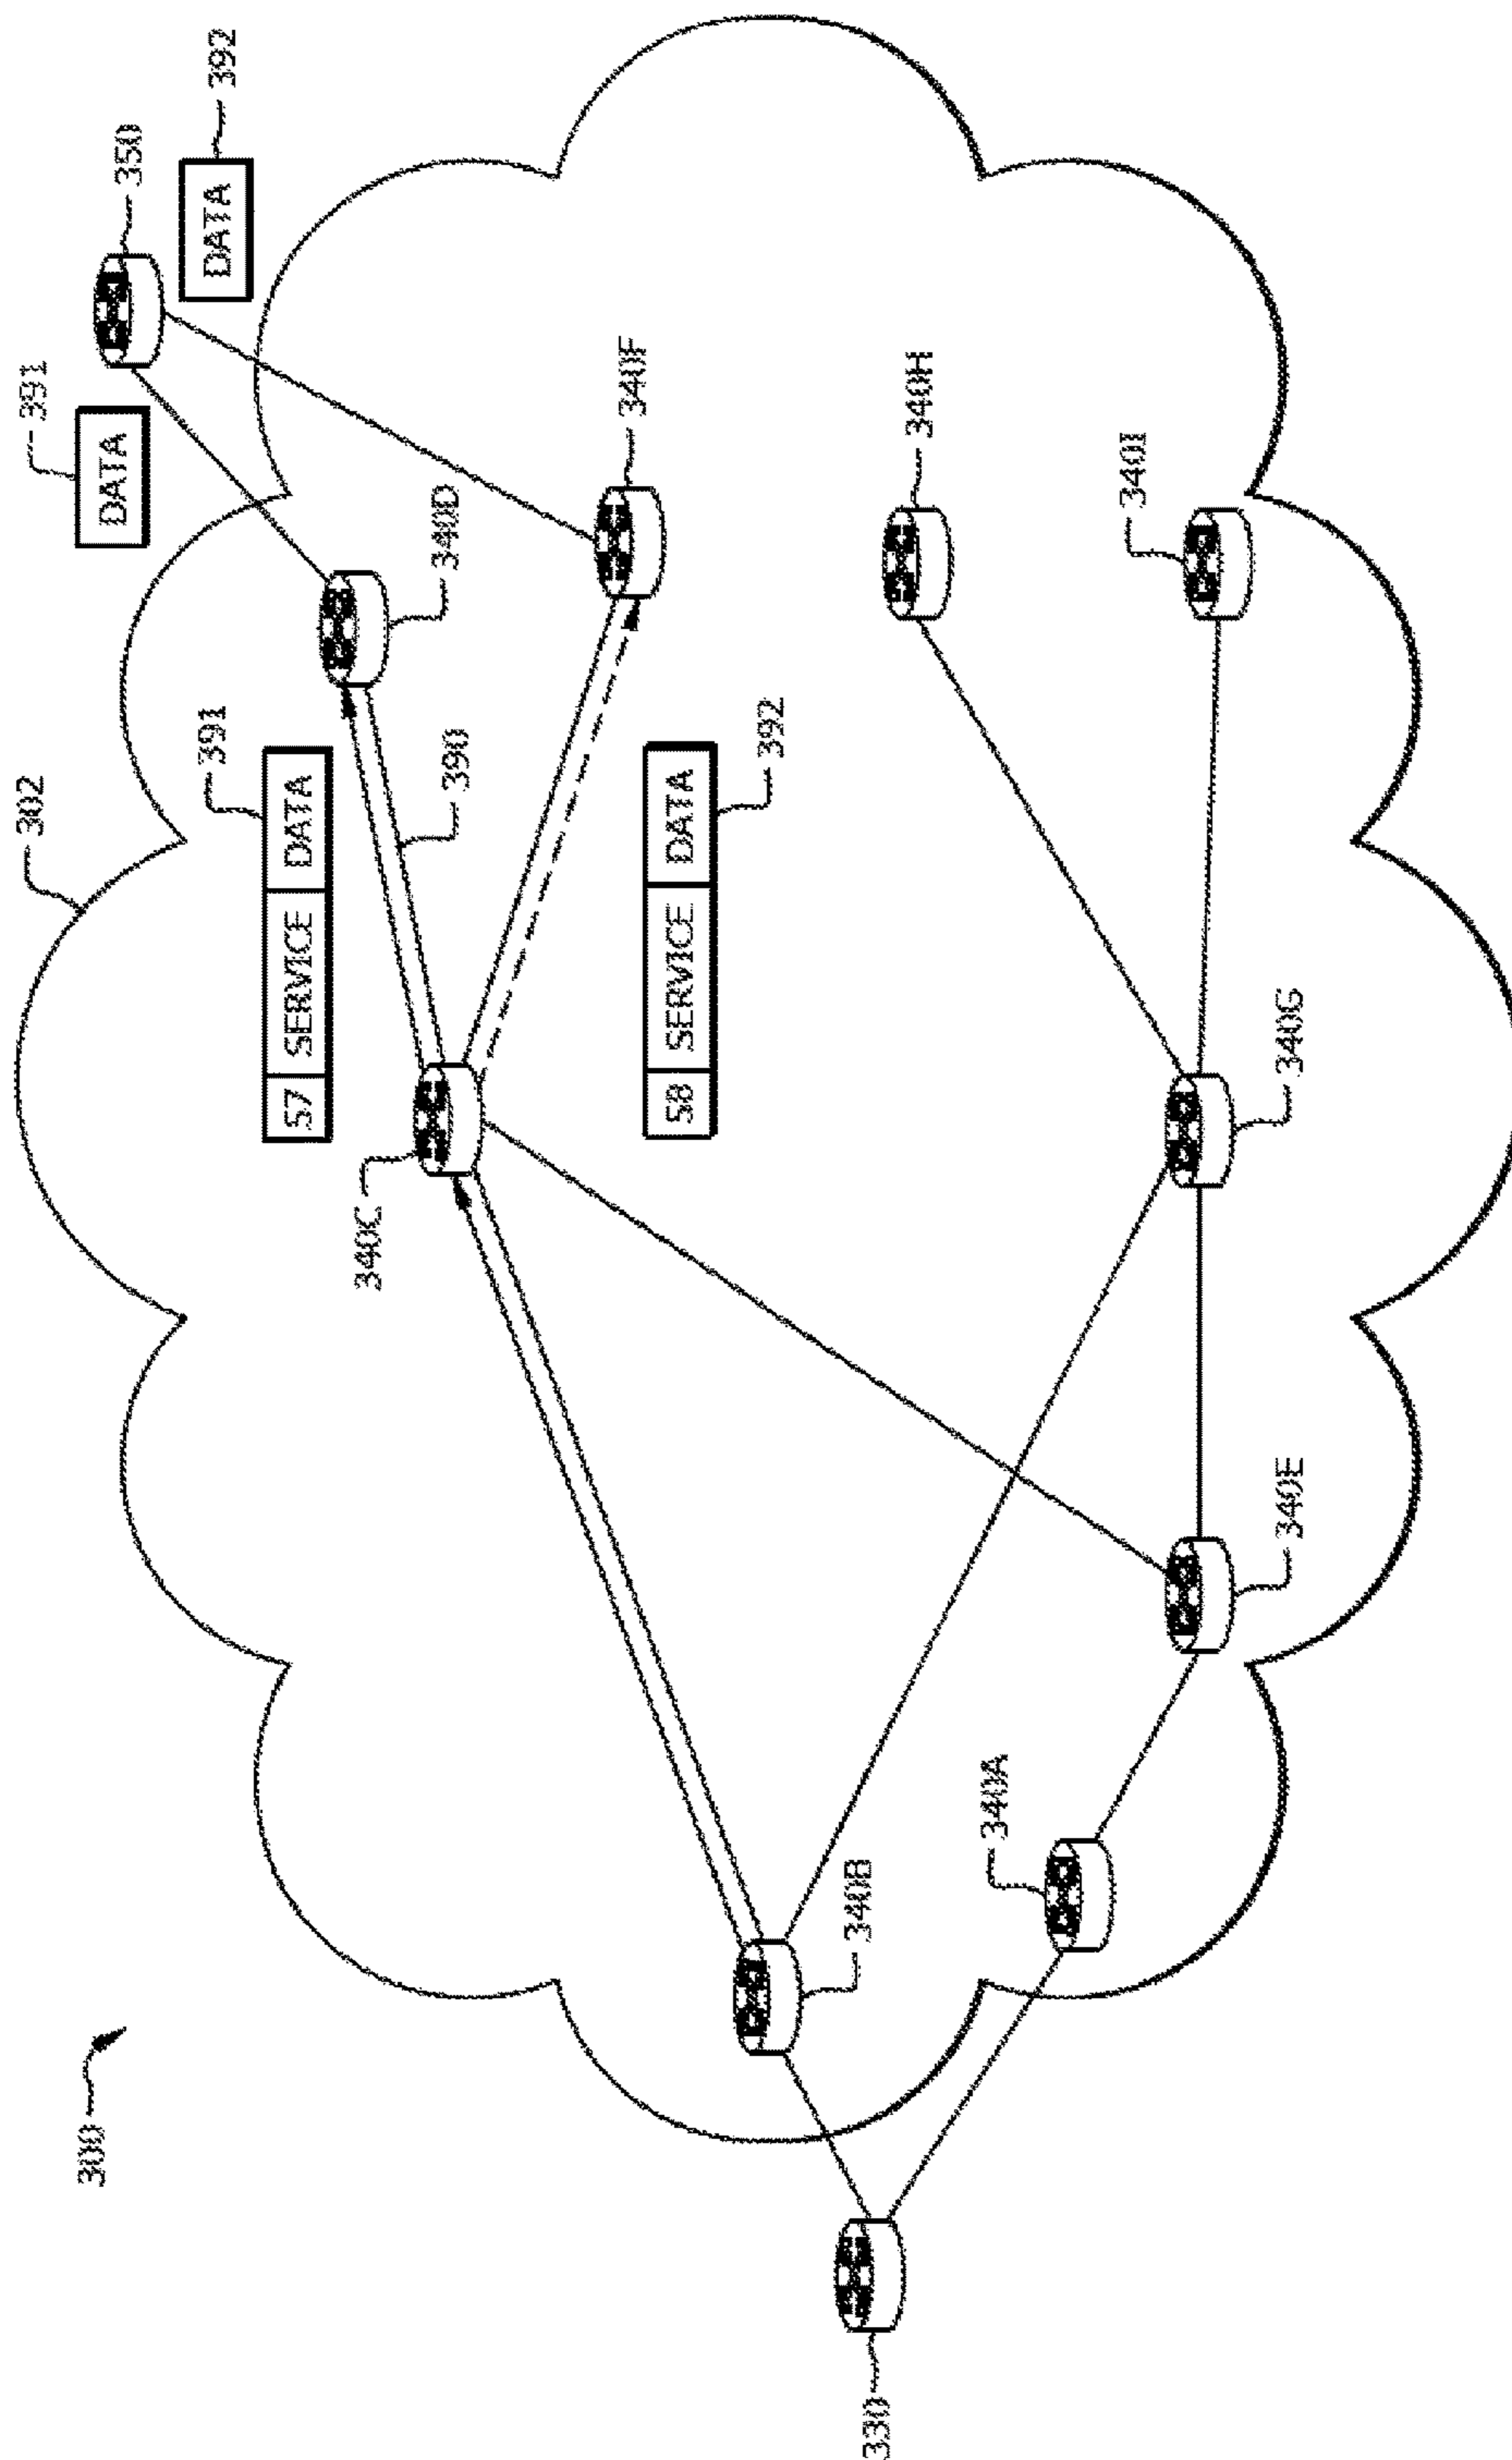 300
302
391
DATA
350
DATA
392
391
57 SERVICE DATA
390
340D
340C
58 SERVICE DATA
392
340F
340B
340A
340H
330
340E
340G
340I